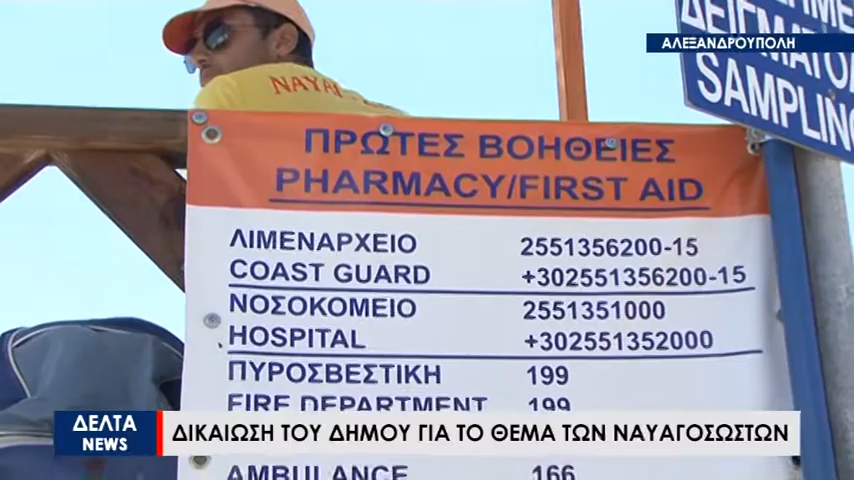 ΑΛΕΞΑΝΔΡΟΥΠΟΛΗ
SAMPLING
ΠΡΩΤΕΣ ΒΟΗΘΕΙΕΣ
PHARMACY/FIRST AID
ΛΙΜΕΝΑΡΧΕΙΟ 2551356200-15
COAST GUARD +302551356200-15
ΝΟΣΟΚΟΜΕΙΟ 2551351000
HOSPITAL +302551352000
ΠΥΡΟΣΒΕΣΤΙΚΗ 199
FIRE DEPARTMENT 199
ΔΕΛΤΑ
NEWS
ΔΙΚΑΙΩΣΗ ΤΟΥ ΔΗΜΟΥ ΓΙΑ ΤΟ ΘΕΜΑ ΤΩΝ ΝΑΥΑΓΟΣΩΣΤΩΝ
AMBULANCE 166